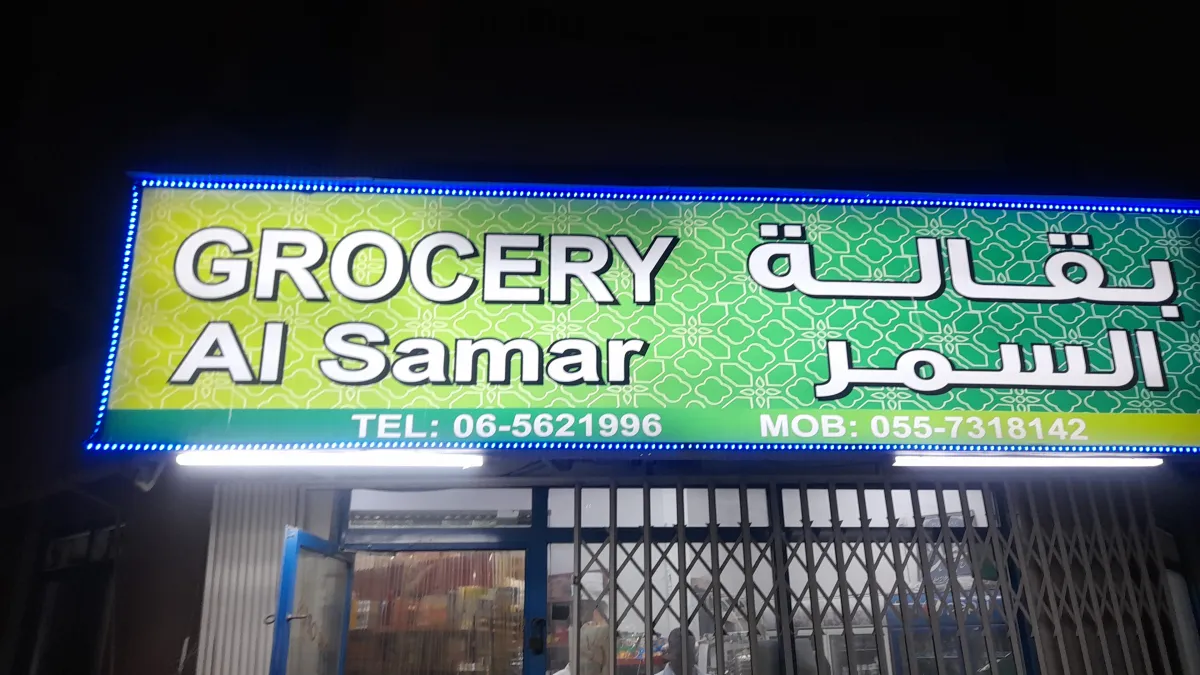 GROCERY
بقالة
Al Samar
السمر
TEL: 06-5621996
MOB: 055-7318142